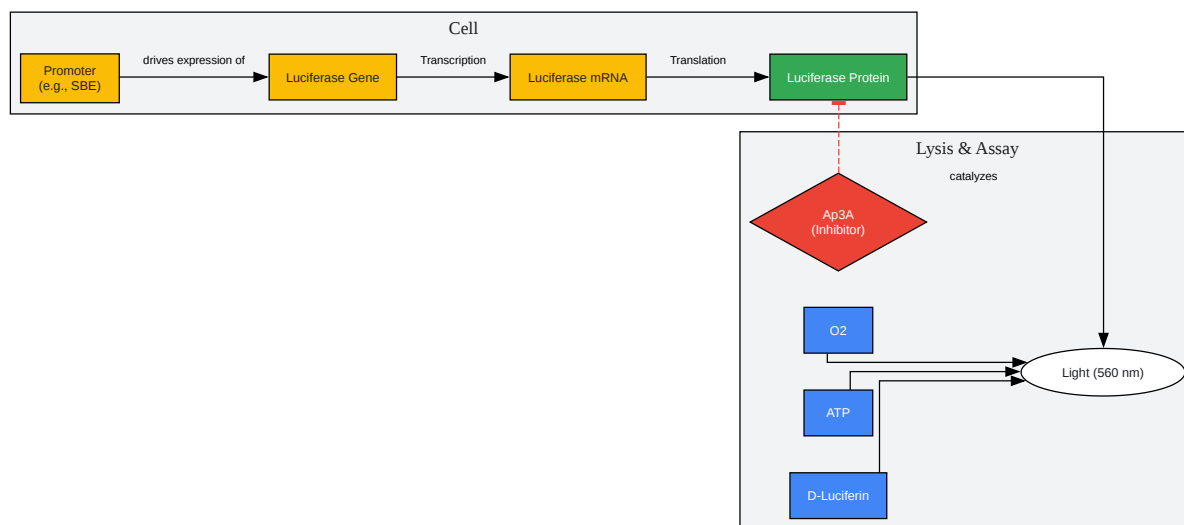 Cell
Promoter
(e.g., SBE)
drives expression of
Luciferase Gene
Transcription
Luciferase mRNA
Translation
Luciferase Protein
Lysis & Assay
catalyzes
Ap3A
(Inhibitor)
O2
Light (560 nm)
ATP
D-Luciferin